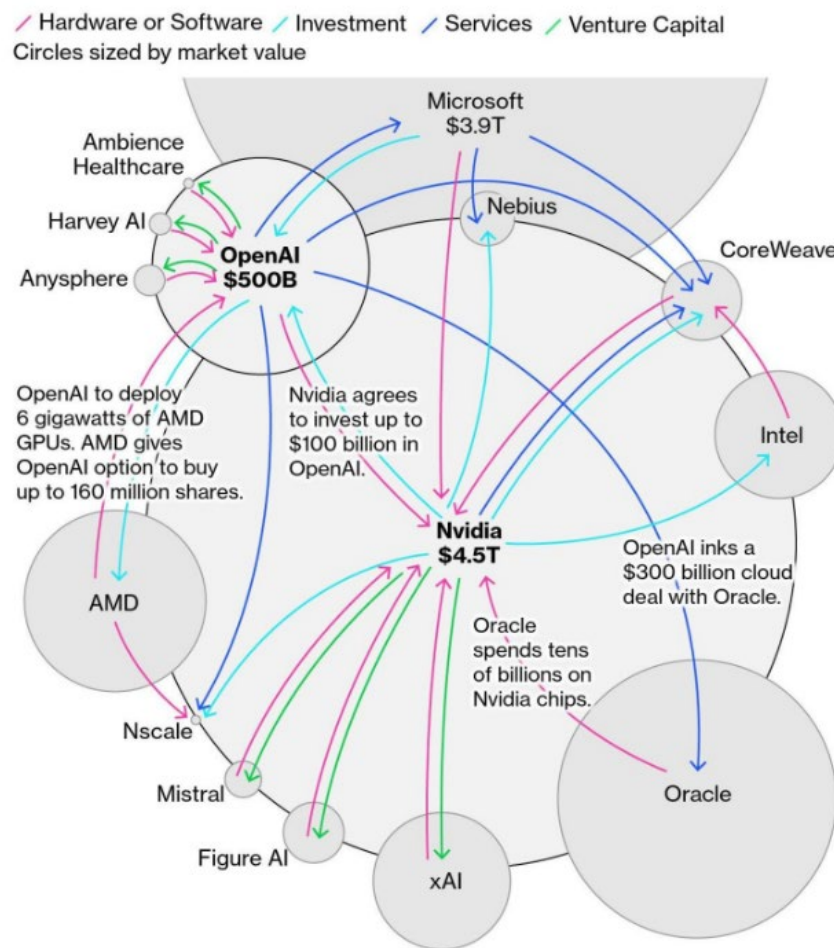 Hardware or Software Investment Services Venture Capital
Circles sized by market value
Microsoft
$3.9T
Ambience
Healthcare
Harvey AI
Anysphere
OpenAI
$500B
Nebius
CoreWeave
OpenAI to deploy
6 gigawatts of AMD
GPUs. AMD gives
OpenAI option to buy
up to 160 million shares.
Nvidia agrees
to invest up to
$100 billion in
OpenAI.
Intel
Nvidia
$4.5T
OpenAI inks a
$300 billion cloud
deal with Oracle.
AMD
Oracle
spends tens
of billions on
Nvidia chips.
Nscale
Mistral
Figure AI
xAI
Oracle